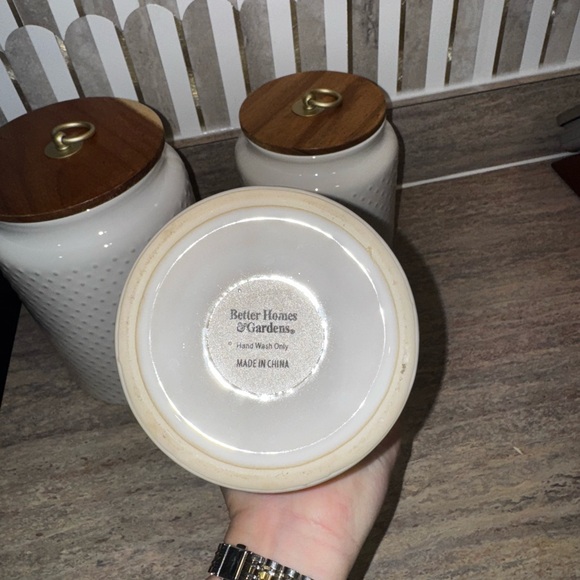 Better Homes
& Gardens®
Hand Wash Only
MADE IN CHINA